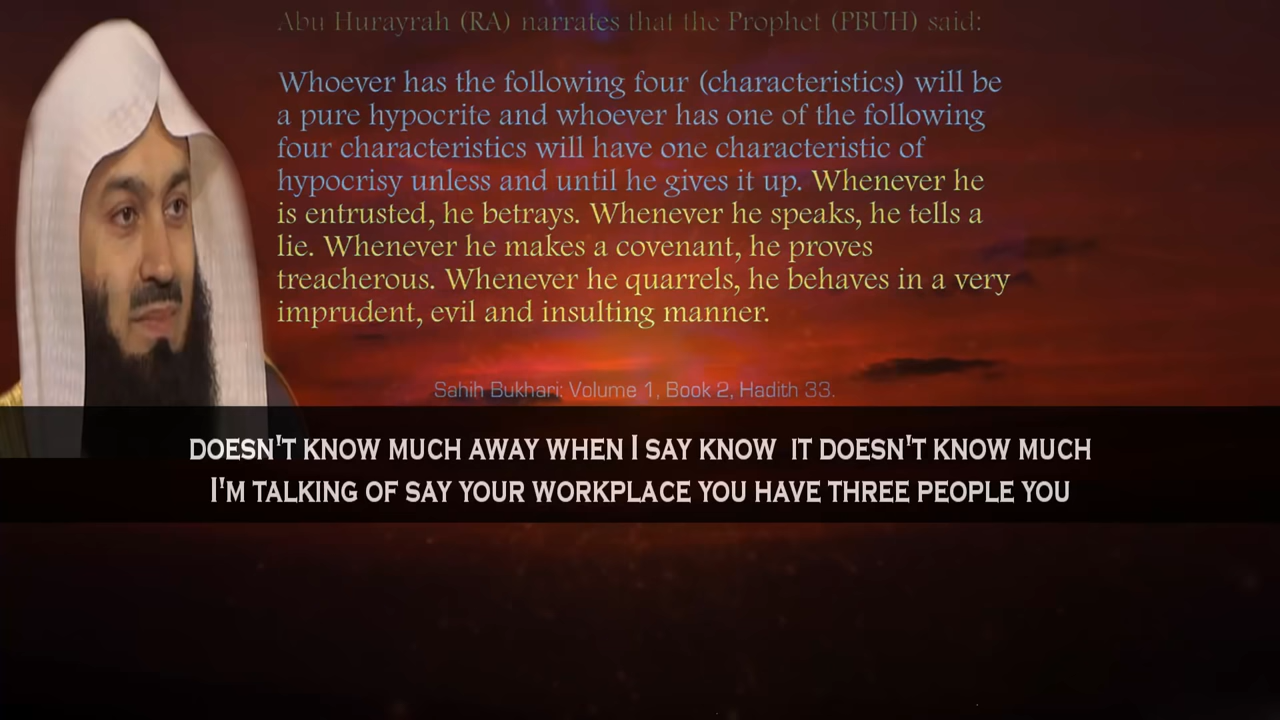 Abu Hurayrah (RA) narrates that the Prophet (PBUH) said:
Whoever has the following four (characteristics) will be
a pure hypocrite and whoever has one of the following
four characteristics will have one characteristic of
hypocrisy unless and until he gives it up. Whenever he
is entrusted, he betrays. Whenever he speaks, he tells a
lie. Whenever he makes a covenant, he proves
treacherous. Whenever he quarrels, he behaves in a very
imprudent, evil and insulting manner.
Sahih Bukhari: Volume 1, Book 2, Hadith 33.
DOESN'T KNOW MUCH AWAY WHEN I SAY KNOW IT DOESN'T KNOW MUCH
I'M TALKING OF SAY YOUR WORKPLACE YOU HAVE THREE PEOPLE YOU